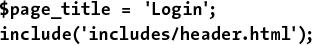 $page_title = 'Login';
include('includes/header.html');